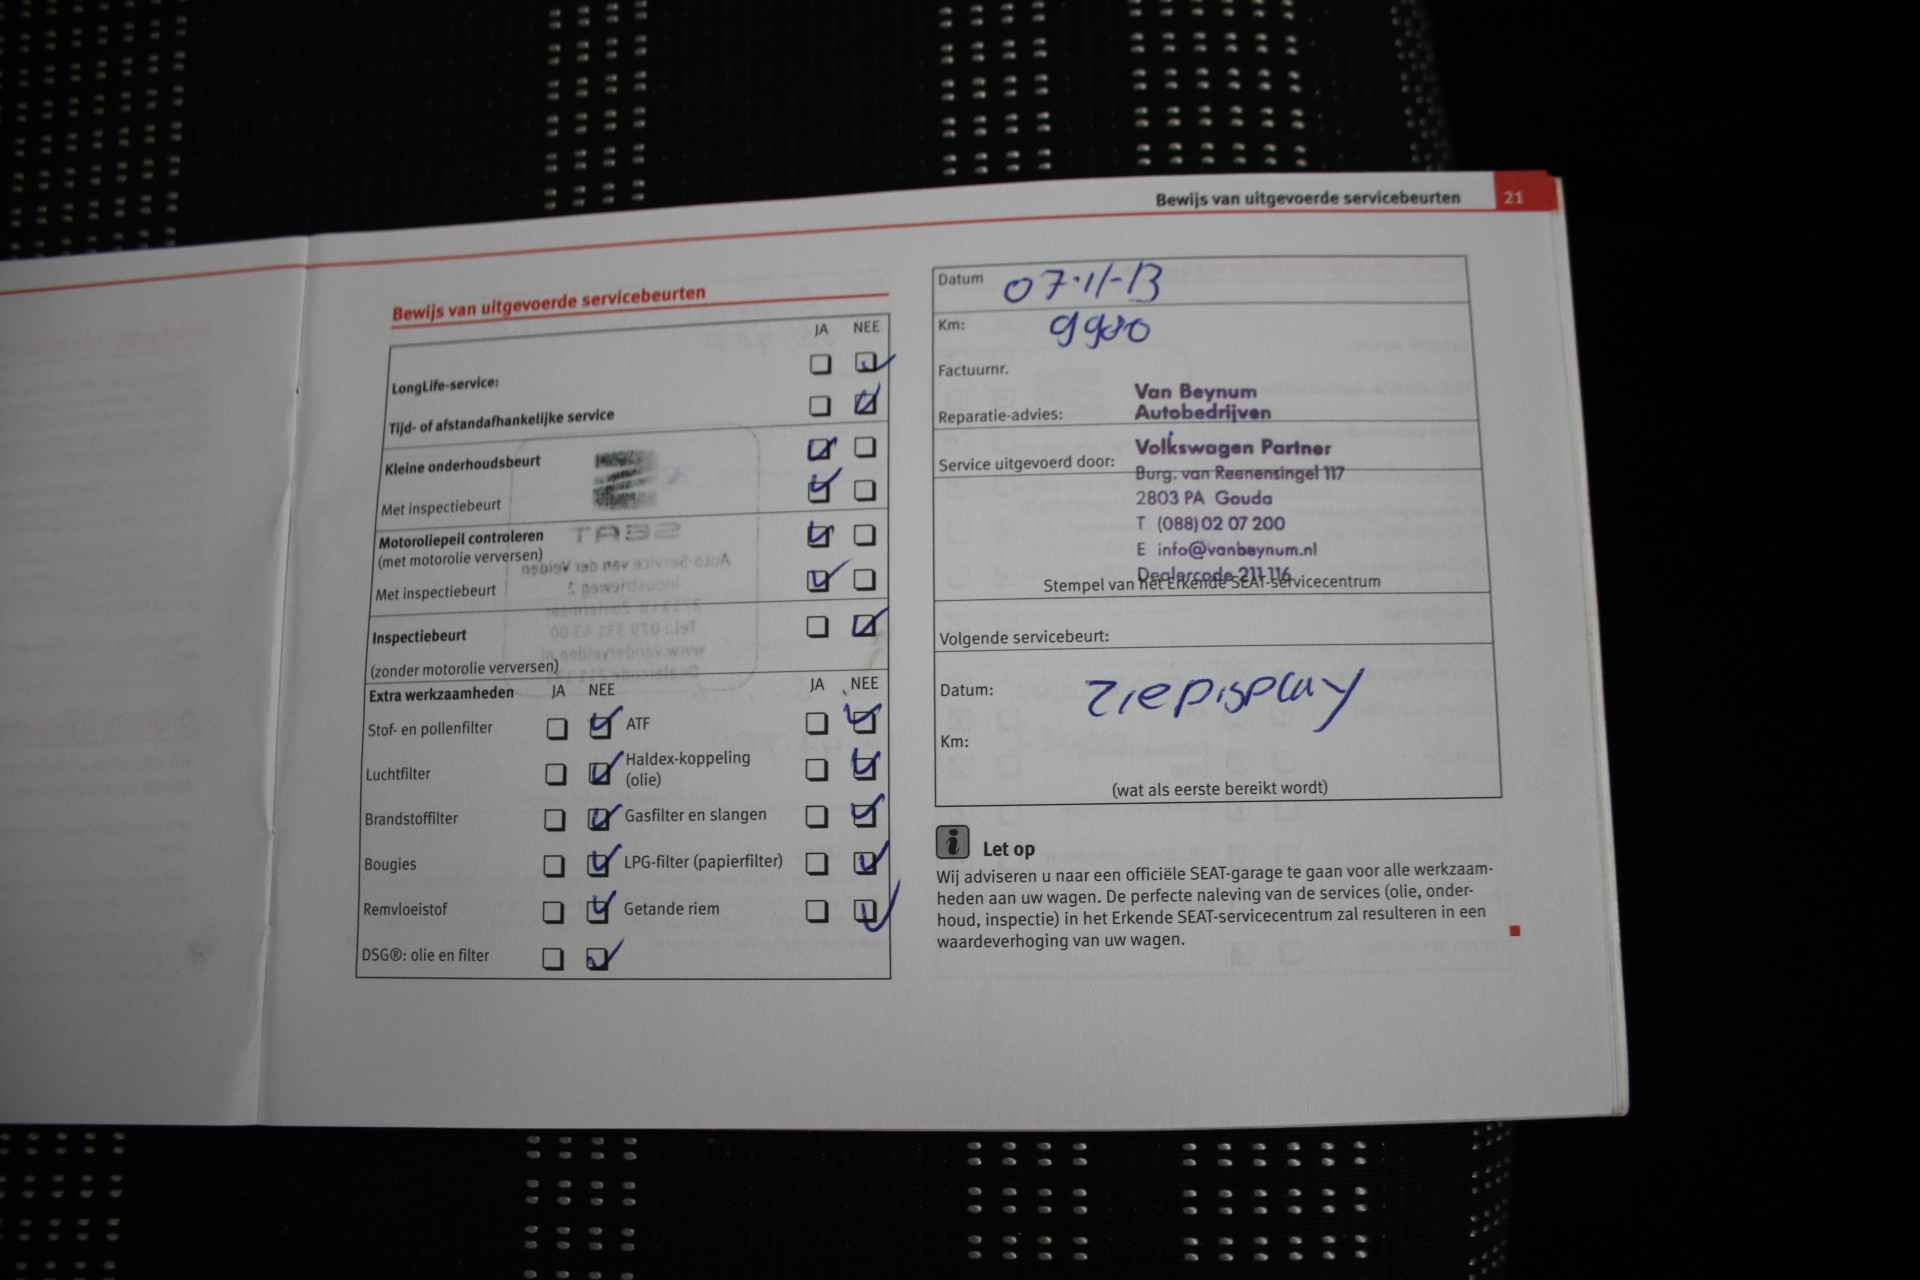 Bewijs van uitgevoerde servicebeurten 21
Bewijs van uitgevoerde servicebeurten
JA NEE
LongLife-service:
Tijd- of afstandafhankelijke service
Kleine onderhoudsbeurt
Met inspectiebeurt
Motoroliepeil controleren
(met motorolie verversen)
Met inspectiebeurt
Inspectiebeurt
(zonder motorolie verversen)
Extra werkzaamheden JA NEE JA NEE
Stof- en pollenfilter ATF
Luchtfilter Haldex-koppeling
(olie)
Brandstoffilter Gasfilter en slangen
Bougies LPG-filter (papierfilter)
Remvloeistof Getande riem
DSG®: olie en filter
Datum 07-11-13
Km:
Factuurnr.
Reparatie-advies:
Van Beynum
Autobedrijven
Volkswagen Partner
Service uitgevoerd door:
Burg. van Reenensingel 117
2803 PA Gouda
T (088) 02 07 200
E info@vanbeynum.nl
Dealercode 211-116
Stempel van het Erkende SEAT-servicecentrum
Volgende servicebeurt:
Datum: Zie Display
Km:
(wat als eerste bereikt wordt)
i Let op
Wij adviseren u naar een officiële SEAT-garage te gaan voor alle werkzaam-
heden aan uw wagen. De perfecte naleving van de services (olie, onder-
houd, inspectie) in het Erkende SEAT-servicecentrum zal resulteren in een
waardeverhoging van uw wagen.